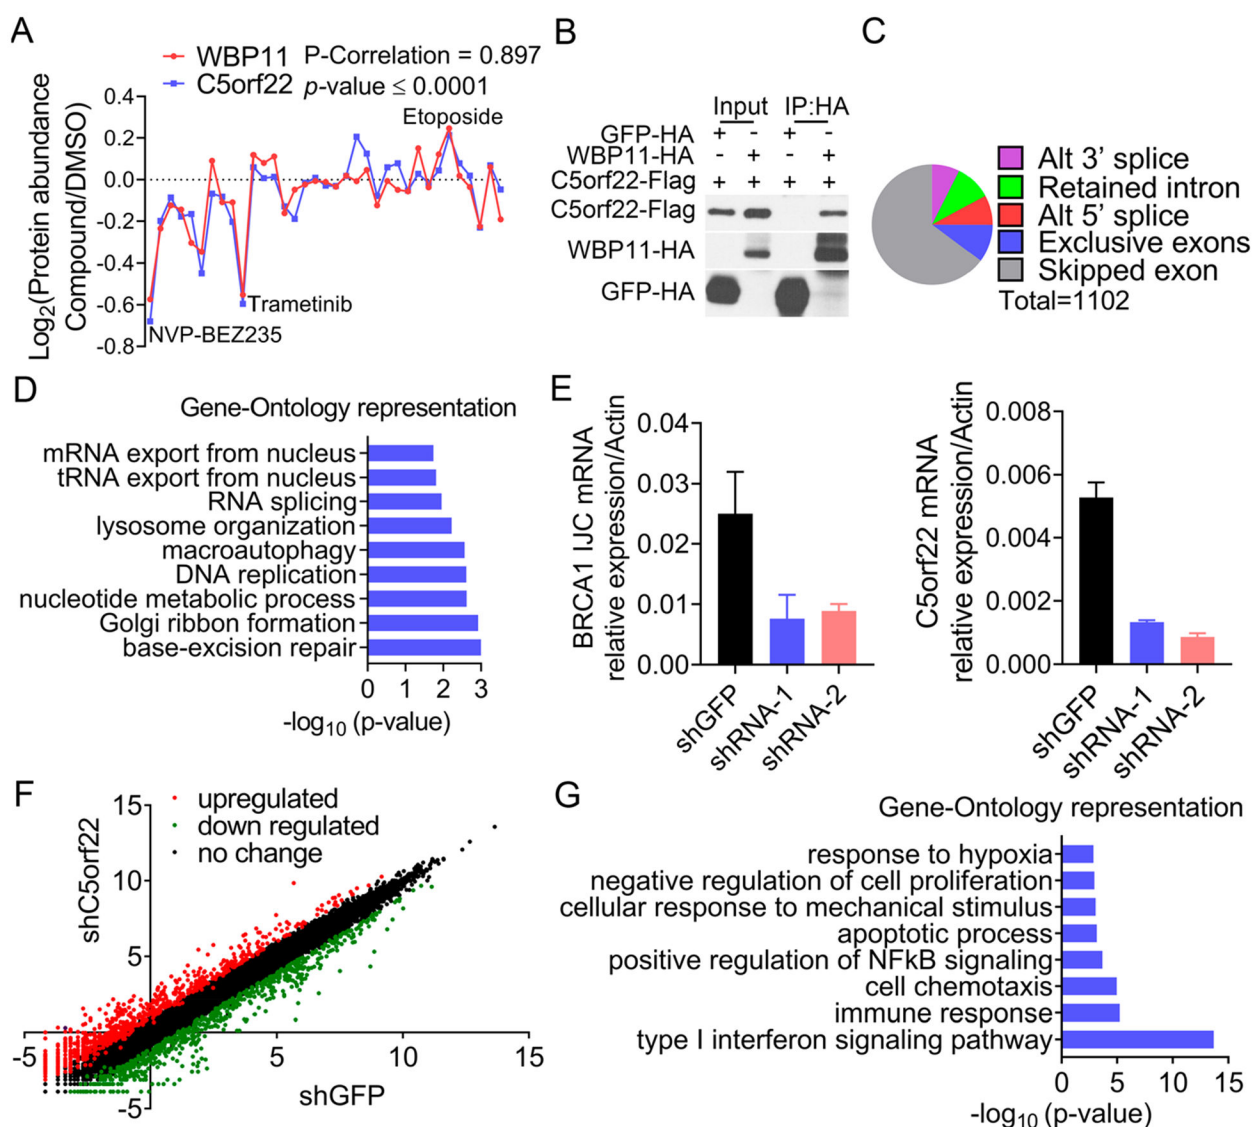 A
WBP11 P-Correlation = 0.897
C5orf22 p-value ≤ 0.0001
Log2(Protein abundance
Compound/DMSO)
0.4
0.2
0.0
-0.2
-0.4
-0.6
-0.8
Etoposide
Trametinib
NVP-BEZ235
B
Input IP:HA
GFP-HA + - + -
WBP11-HA - + - +
C5orf22-Flag + + + +
C5orf22-Flag
WBP11-HA
GFP-HA
C
Alt 3’ splice
Retained intron
Alt 5’ splice
Exclusive exons
Skipped exon
Total=1102
D
Gene-Ontology representation
mRNA export from nucleus
tRNA export from nucleus
RNA splicing
lysosome organization
macroautophagy
DNA replication
nucleotide metabolic process
Golgi ribbon formation
base-excision repair
0 1 2 3
-log10 (p-value)
E
BRCA1 IJC mRNA
relative expression/Actin
0.04
0.03
0.02
0.01
0.00
shGFP
shRNA-1
shRNA-2
C5orf22 mRNA
relative expression/Actin
0.008
0.006
0.004
0.002
0.000
shGFP
shRNA-1
shRNA-2
F
upregulated
down regulated
no change
shC5orf22
15
10
5
-5
-5 5 10 15
shGFP
G
Gene-Ontology representation
response to hypoxia
negative regulation of cell proliferation
cellular response to mechanical stimulus
apoptotic process
positive regulation of NFkB signaling
cell chemotaxis
immune response
type I interferon signaling pathway
0 5 10 15
-log10 (p-value)